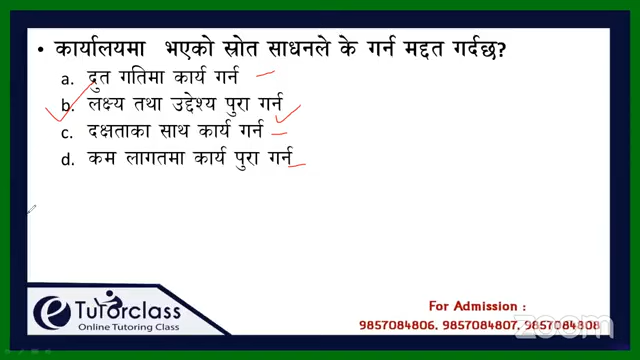 • कार्यालयमा भएको स्रोत साधनले के गर्न मद्दत गर्दछ?
a. द्रुत गतिमा कार्य गर्न
b. लक्ष्य तथा उद्देश्य पुरा गर्न
c. दक्षताका साथ कार्य गर्न
d. कम लागतमा कार्य पुरा गर्न
e Tutorclass
Online Tutoring Class
For Admission :
9857084806, 9857084807, 9857084808
zoom